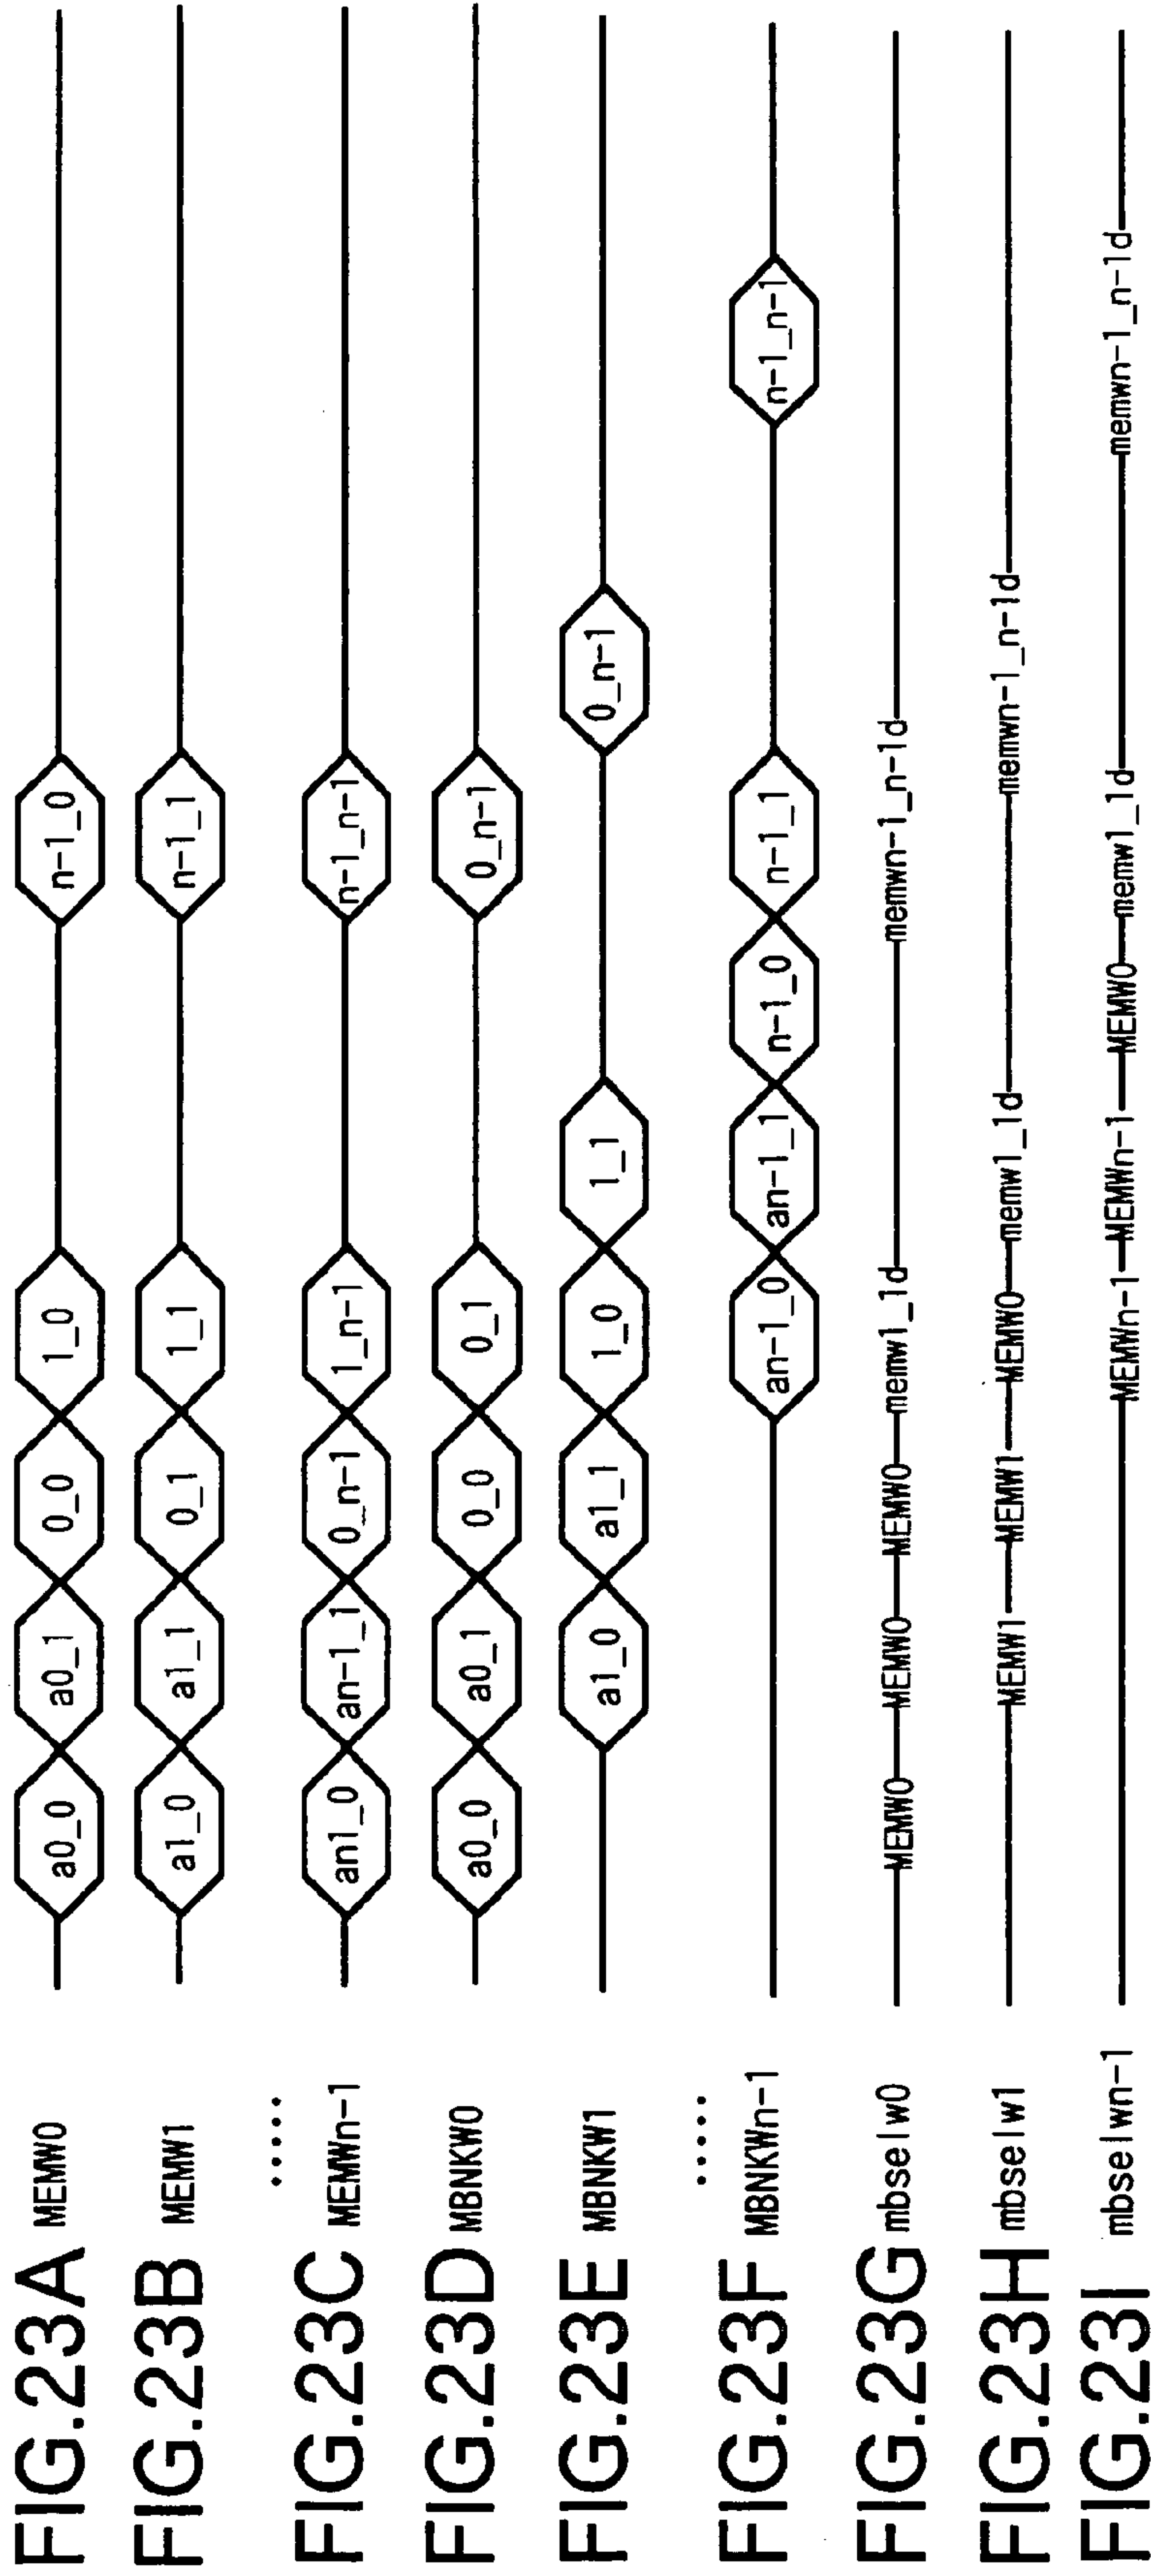 FIG.23A MEMW0 a0_0 a0_1 0_0 1_0 n-1_0
FIG.23B MEMW1 a1_0 a1_1 0_1 1_1 n-1_1
.....
FIG.23C MEMWn-1 an1_0 an-1_1 0_n-1 1_n-1 n-1_n-1
FIG.23D MBNKW0 a0_0 a0_1 0_0 0_1 0_n-1
FIG.23E MBNKW1 a1_0 a1_1 1_0 1_1 0_n-1
.....
FIG.23F MBNKWn-1 an-1_0 an-1_1 n-1_0 n-1_1 n-1_n-1
FIG.23G mbselw0 MEMW0 MEMW0 MEMW0 memw1_1d memwn-1_n-1d
FIG.23H mbselw1 MEMW1 MEMW1 MEMW0 memw1_1d memwn-1_n-1d
FIG.23I mbselwn-1 MEMWn-1 MEMWn-1 MEMW0 memw1_1d memwn-1_n-1d